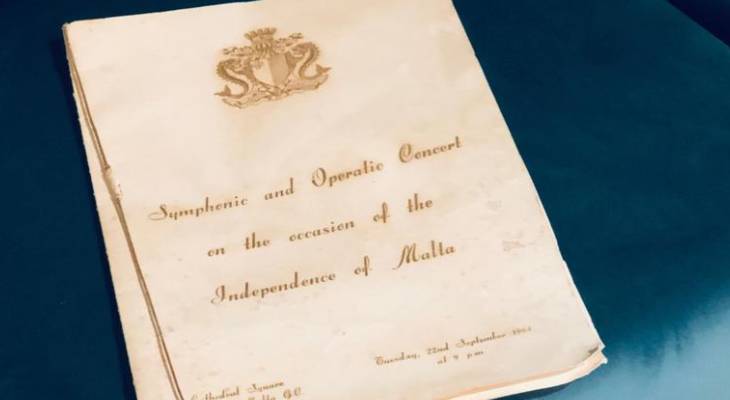 Symphonic and Operatic Concert
on the occasion of the
Independence of Malta
Tuesday, 22nd September 1964
at 9 p.m.
Cathedral Square
G.C.